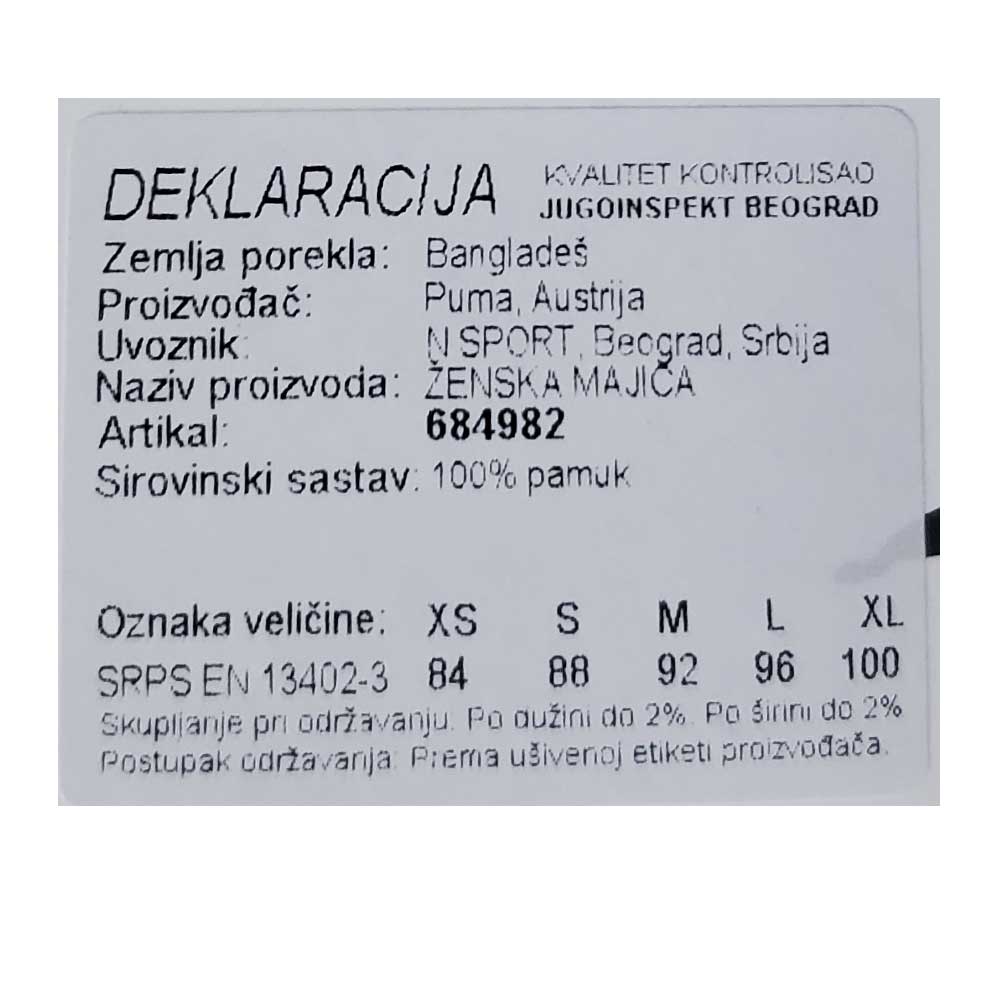 DEKLARACIJA
KVALITET KONTROLISAO
JUGOINSPEKT BEOGRAD
Zemlja porekla: Bangladeš
Proizvođač: Puma, Austrija
Uvoznik: N SPORT, Beograd, Srbija
Naziv proizvoda: ŽENSKA MAJICA
Artikal: 684982
Sirovinski sastav: 100% pamuk
Oznaka veličine: XS S M L XL
SRPS EN 13402-3 84 88 92 96 100
Skupljanje pri održavanju: Po dužini do 2%. Po širini do 2%
Postupak održavanja: Prema ušivenoj etiketi proizvođača.